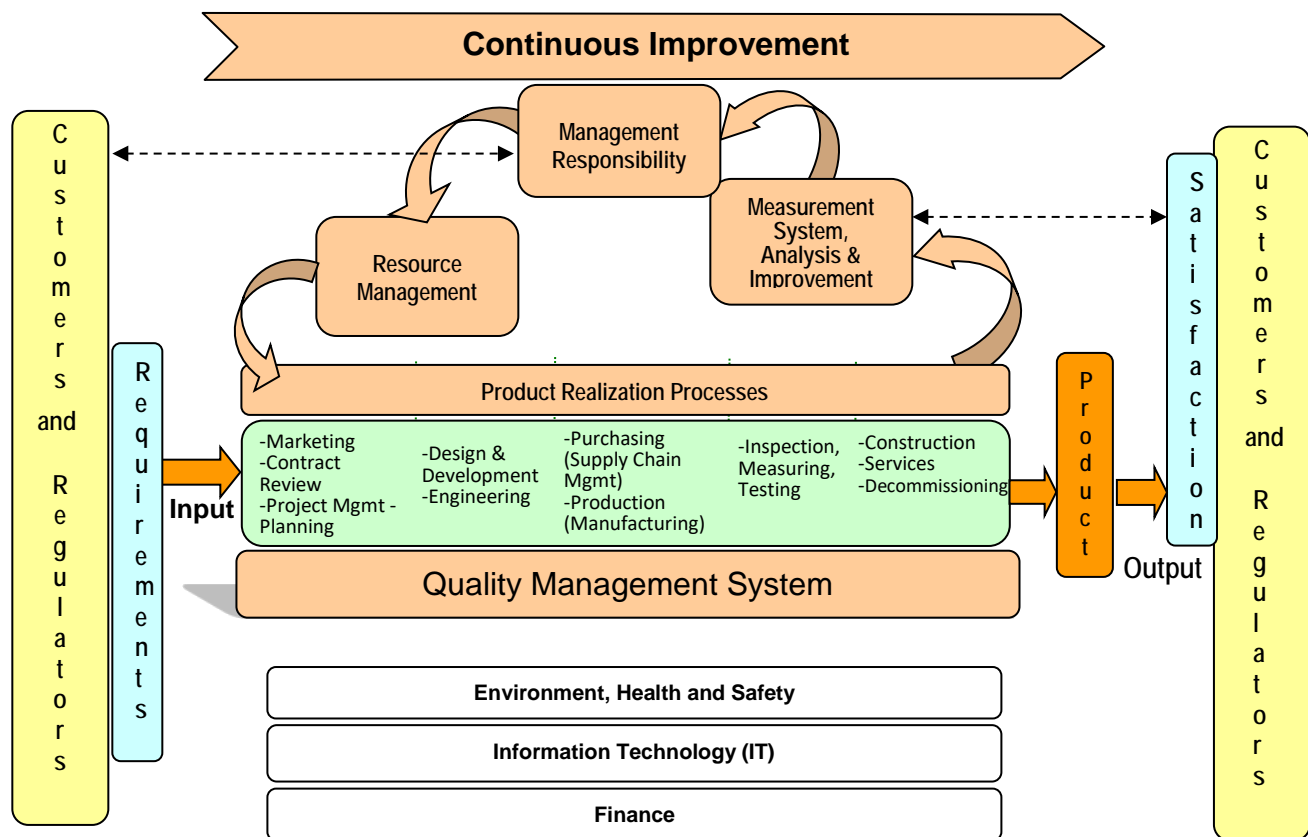 Continuous Improvement
Customers
and
Regulators
Requirements
Input
Management
Responsibility
Resource
Management
Measurement
System,
Analysis &
Improvement
Product Realization Processes
-Marketing
-Contract
Review
-Project Mgmt -
Planning
-Design &
Development
-Engineering
-Purchasing
(Supply Chain
Mgmt)
-Production
(Manufacturing)
-Inspection,
Measuring,
Testing
-Construction
-Services
-Decommissioning
Quality Management System
Product
Output
Satisfaction
Customers
and
Regulators
Environment, Health and Safety
Information Technology (IT)
Finance